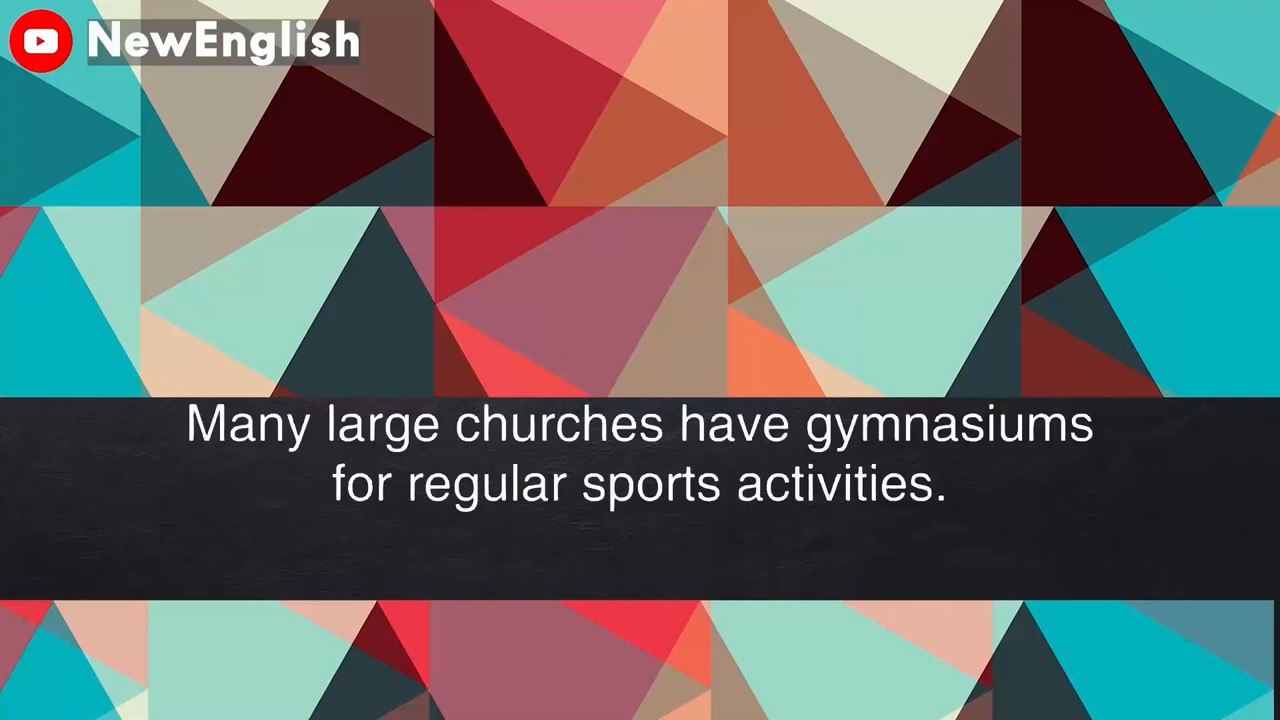 NewEnglish
Many large churches have gymnasiums
for regular sports activities.